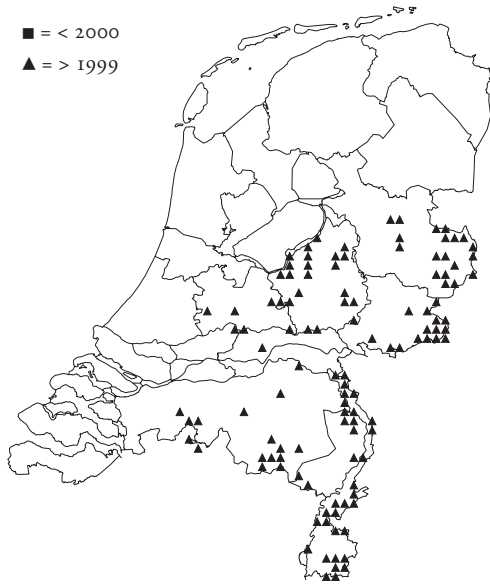 ■ = < 2000
▲ = > 1999